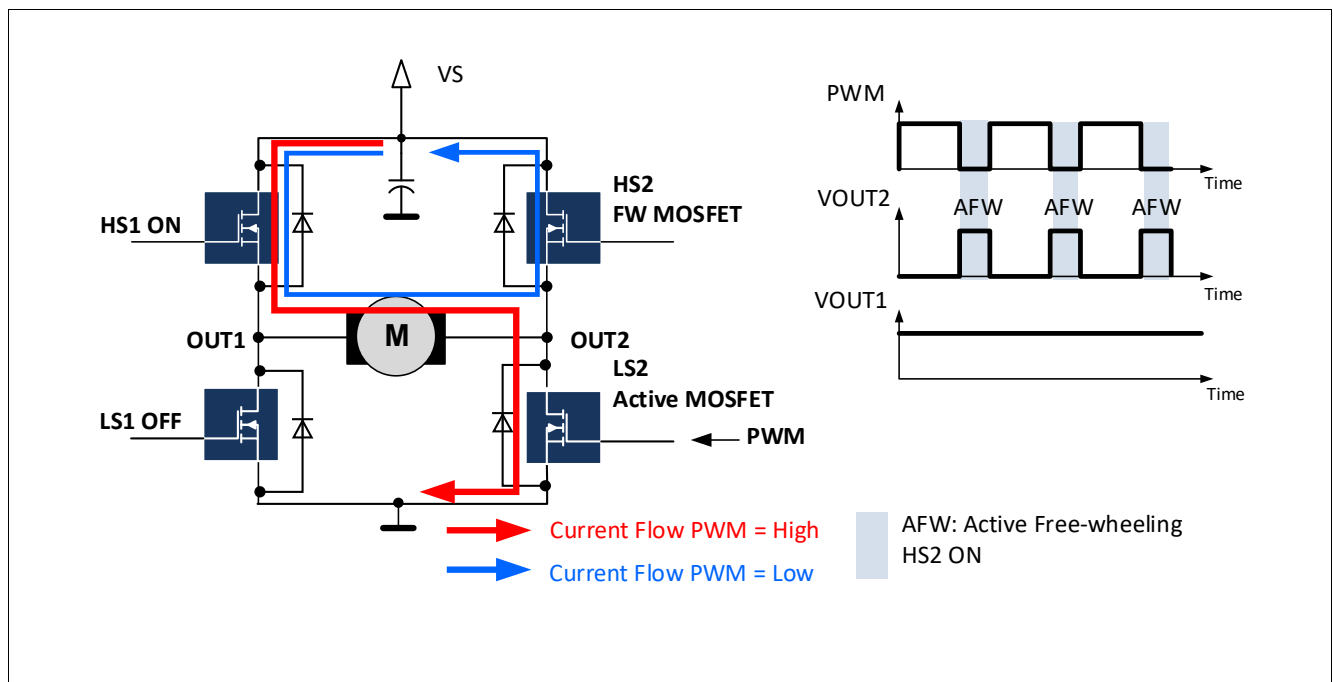 VS
HS1 ON
HS2
FW MOSFET
M
OUT1
OUT2
LS1 OFF
LS2
Active MOSFET
PWM
Current Flow PWM = High
Current Flow PWM = Low
PWM
Time
VOUT2
AFW
AFW
AFW
Time
VOUT1
Time
AFW: Active Free-wheeling
HS2 ON